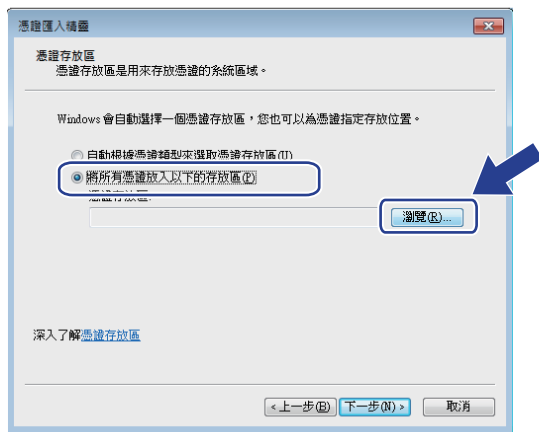 憑證匯入精靈
憑證存放區
憑證存放區是用來存放憑證的系統區域。
Windows 會自動選擇一個憑證存放區，您也可以為憑證指定存放位置。
自動根據憑證類型來選取憑證存放區(U)
將所有憑證放入以下的存放區(P)
憑證存放區:
瀏覽(R)...
深入了解憑證存放區
<上一步(B) 下一步(N)> 取消